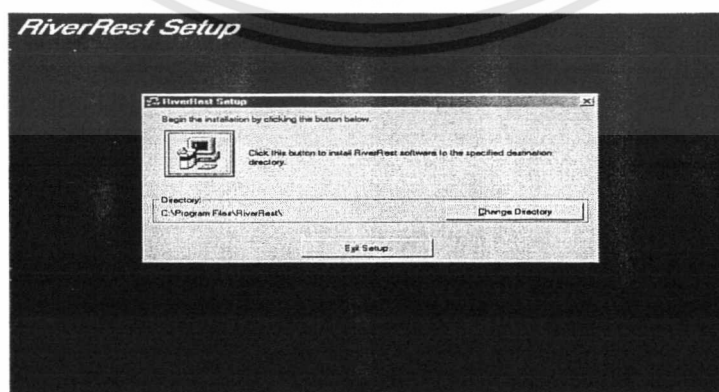 RiverRest Setup
RiverRest Setup
Begin the installation by clicking the button below.
Click this button to install RiverRest software to the specified destination
directory.
Directory:
C:\Program Files\RiverRest\
Change Directory
Exit Setup